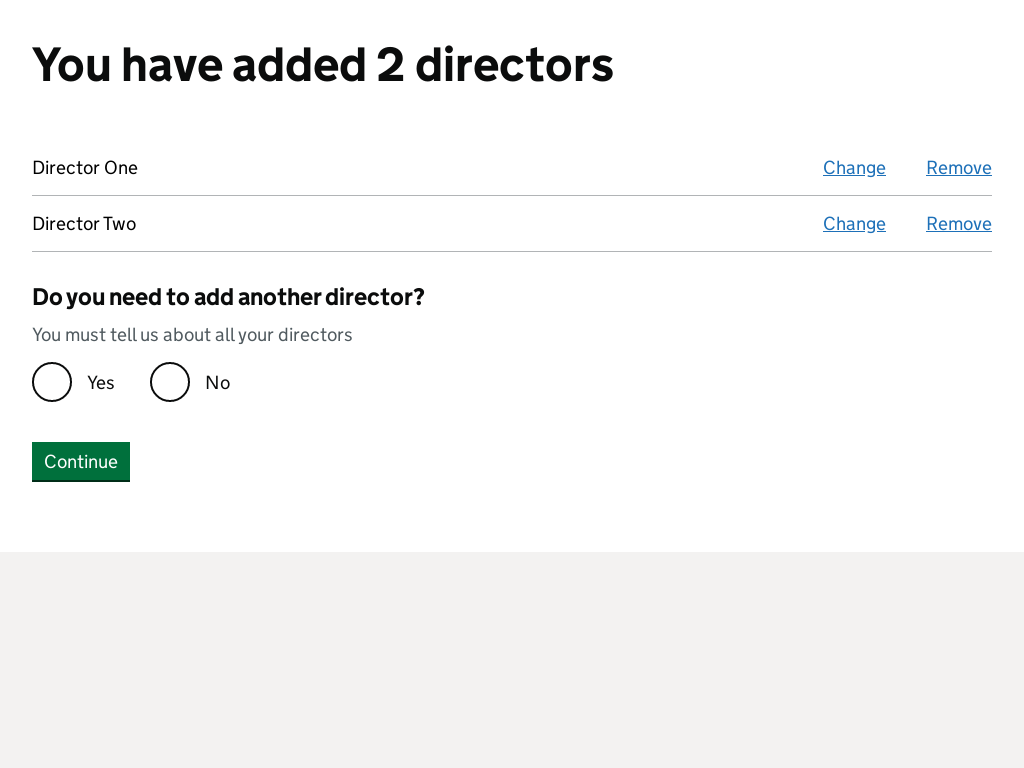 You have added 2 directors
Director One Change Remove
Director Two Change Remove
Do you need to add another director?
You must tell us about all your directors
Yes No
Continue